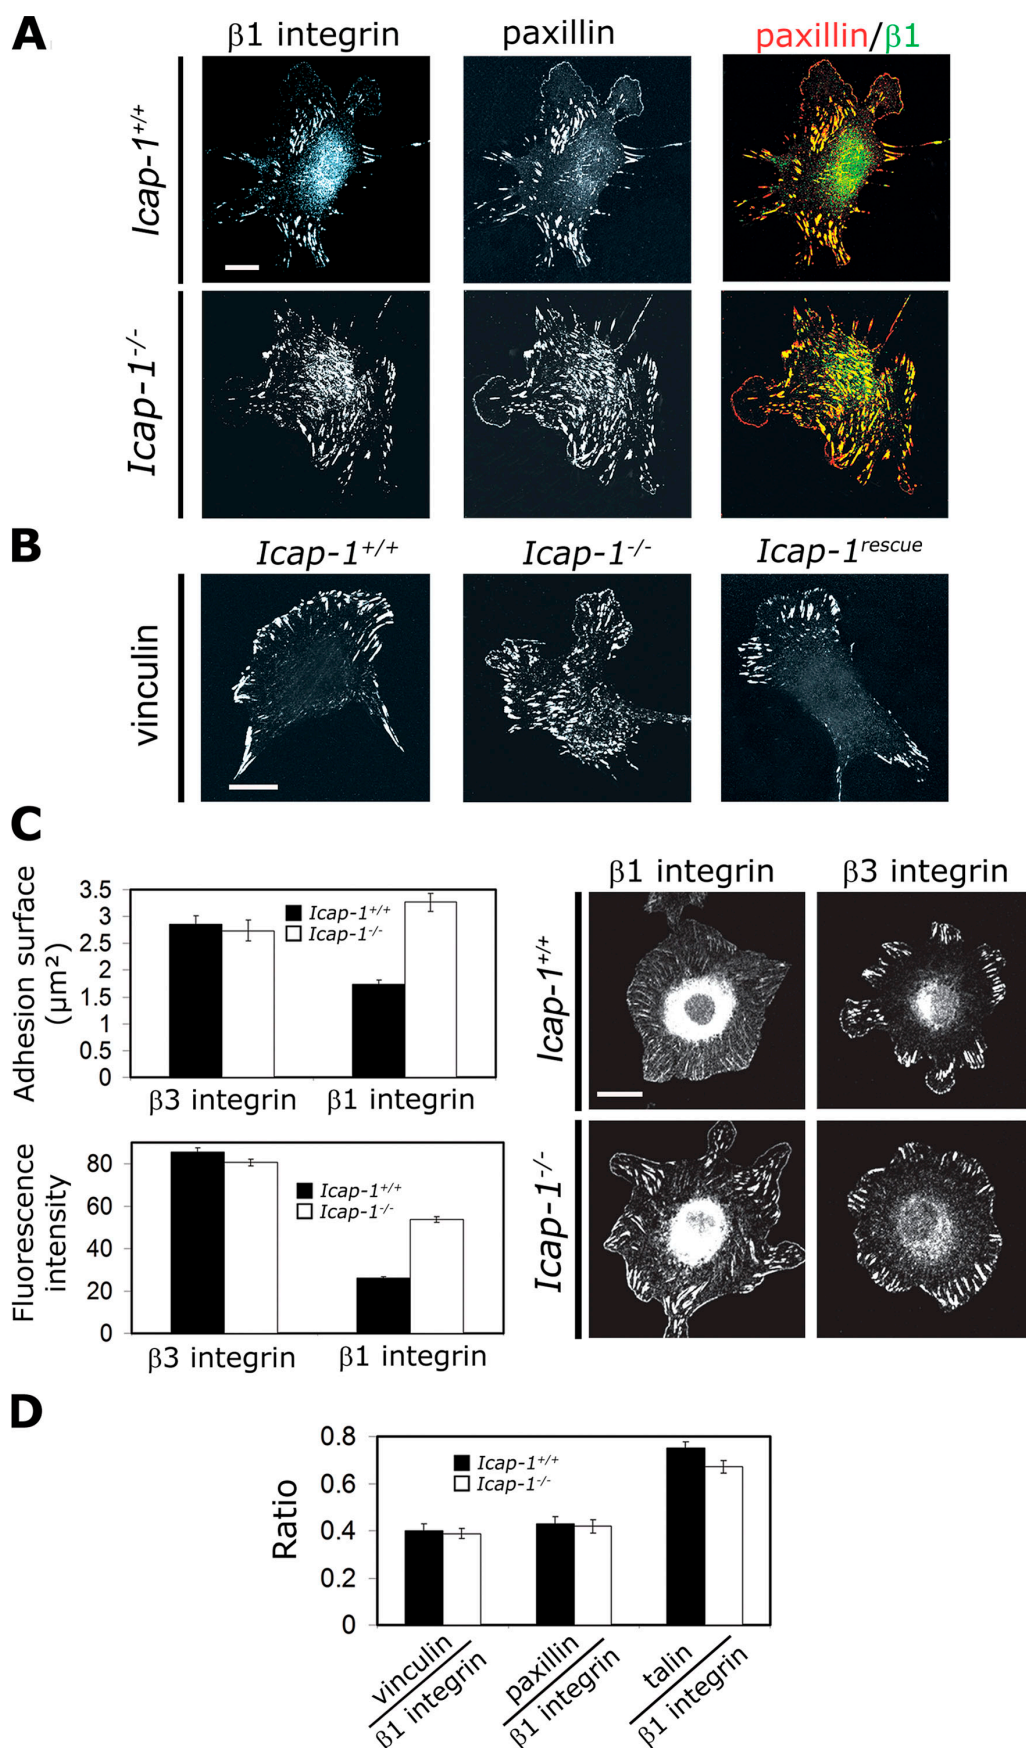 A
β1 integrin
paxillin
paxillin/β1
Icap-1+/+
Icap-1-/-
B
Icap-1+/+
Icap-1-/-
Icap-1rescue
vinculin
C
Adhesion surface
(µm²)
3.5
3
2.5
2
1.5
1
0.5
0
Icap-1+/+
Icap-1-/-
β3 integrin
β1 integrin
Fluorescence
intensity
80
60
40
20
0
Icap-1+/+
Icap-1-/-
β3 integrin
β1 integrin
β1 integrin
β3 integrin
Icap-1+/+
Icap-1-/-
D
Ratio
0.8
0.6
0.4
0.2
0
Icap-1+/+
Icap-1-/-
vinculin
β1 integrin
paxillin
β1 integrin
talin
β1 integrin